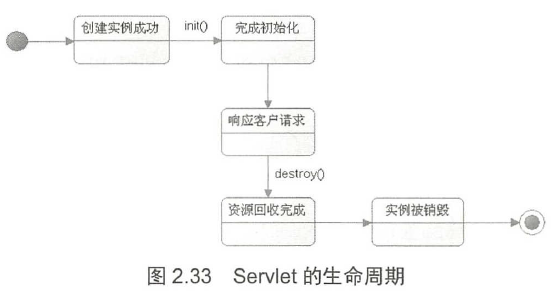 创建实例成功
init()
完成初始化
响应客户请求
destroy()
资源回收完成
实例被销毁
图 2.33 Servlet 的生命周期